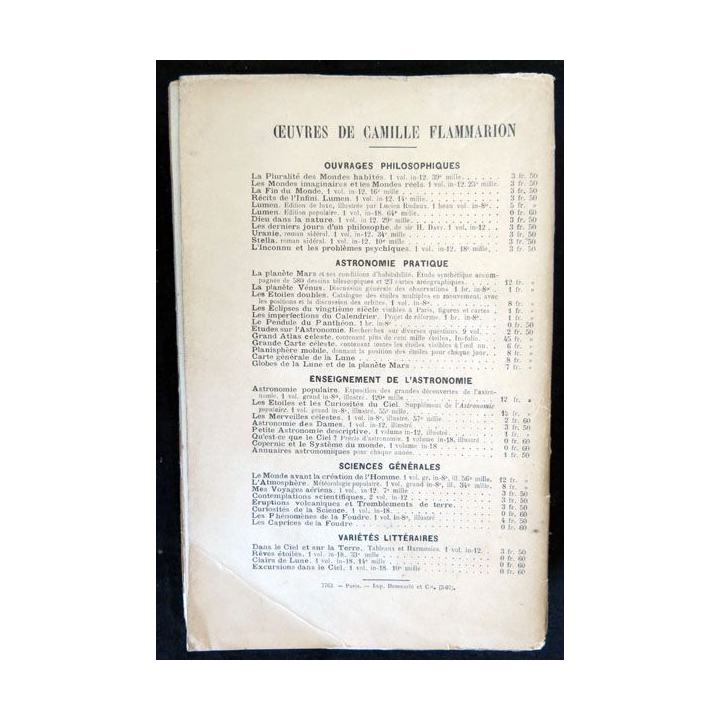 ŒUVRES DE CAMILLE FLAMMARION
OUVRAGES PHILOSOPHIQUES
La Pluralité des Mondes habités. 1 vol. in-12. 39e mille. 3 fr. 50
Les Mondes imaginaires et les Mondes réels. 1 vol. in-12. 23e mille. 3 fr. 50
La Fin du Monde. 1 vol. in-12. 16e mille 3 fr. 50
Récits de l'Infini. Lumen. 1 vol. in-12. 14e mille 3 fr. 50
Lumen. Edition de luxe, illustrée par Lucien Rudaux. 1 beau vol. in-8o. 5 fr. »
Lumen. Edition populaire. 1 vol. in-18. 64e mille 0 fr. 60
Dieu dans la nature. 1 vol. in-12. 29e mille 3 fr. 50
Les derniers jours d'un philosophe, de sir H. Davy. 1 vol. in-12 3 fr. 50
Uranie, roman sidéral. 1 vol. in-12. 34e mille 3 fr. 50
Stella, roman sidéral. 1 vol. in-12. 10e mille 3 fr. 50
L'Inconnu et les problèmes psychiques. 1 vol. in-12. 18e mille. 3 fr. 50
ASTRONOMIE PRATIQUE
La planète Mars et ses conditions d'habitabilité. Etude synthétique accom-
pagnée de 580 dessins télescopiques et 23 cartes aréographiques. 12 fr. »
La planète Vénus. Discussion générale des observations 1 br. in-8o 1 fr. 50
Les Etoiles doubles. Catalogue des étoiles multiples en mouvement, avec
les positions et la discussion des orbites. 1 vol. in-8o 8 fr. »
Les Eclipses du vingtième siècle visibles à Paris, figures et cartes 1 fr. »
Les imperfections du Calendrier. Projet de réforme. 1 vol. in-8o 1 fr. »
Le Pendule du Panthéon. 1 br. in-8o 0 fr. 50
Etudes sur l'Astronomie. Recherches sur diverses questions. 9 vol. 2 fr. 50
Grand Atlas céleste, contenant plus de cent mille étoiles, In-folio. 45 fr. »
Grande Carte céleste, contenant toutes les étoiles visibles à l'œil nu. 6 fr. »
Planisphère mobile, donnant la position des étoiles pour chaque jour. 8 fr. »
Carte générale de la Lune 8 fr. »
Globes de la Lune et de la planète Mars 7 fr. »
ENSEIGNEMENT DE L'ASTRONOMIE
Astronomie populaire. Exposition des grandes découvertes de l'astro-
nomie. 1 vol. grand in-8o, illustré, 120e mille 12 fr. »
Les Etoiles et les Curiosités du Ciel. Supplément de l'Astronomie
populaire. 1 vol. grand in-8o, illustré. 55e mille. fr. »
Les Merveilles célestes. 1 vol. in-8o, illustré. 57e mille 2 fr. 60
Astronomie des Dames. 1 vol. in-12, illustré 3 fr. 50
Petite Astronomie descriptive. 1 volume in-12, illustré 1 fr. »
Qu'est-ce que le Ciel ? Précis d'astronomie. 1 volume in-18, illustré 0 fr. 60
Copernic et le Système du monde. 1 volume in-18 0 fr. 60
Annuaires astronomiques pour chaque année. 1 fr. 50
SCIENCES GÉNÉRALES
Le Monde avant la création de l'Homme. 1 vol. gr. in-8o, ill. 56e mille. 12 fr. »
L'Atmosphère. Météorologie populaire. 1 vol. grand in-8o, ill. 34e mille 8 fr. »
Mes Voyages aériens. 1 vol. in-12. 7e mille 3 fr. 50
Contemplations scientifiques, 2 vol. in-12 3 fr. 50
Eruptions volcaniques et Tremblements de terre. 3 fr. 50
Curiosités de la Science. 1 vol. in-18 0 fr. 60
Les Phénomènes de la Foudre. 1 vol. in-8o, illustré 4 fr. 50
Les Caprices de la Foudre 0 fr. 60
VARIÉTÉS LITTÉRAIRES
Dans le Ciel et sur la Terre. Tableaux et Harmonies. 1 vol. in-12. 3 fr. 50
Rêves étoilés. 1 vol. in-18. 33e mille 0 fr. 60
Clairs de Lune. 1 vol. in-18. 14e mille 0 fr. 60
Excursions dans le Ciel. 1 vol. in-18. 10e mille 0 fr. 60
7763. — Paris. — Imp. Hemmerlé et Cie.